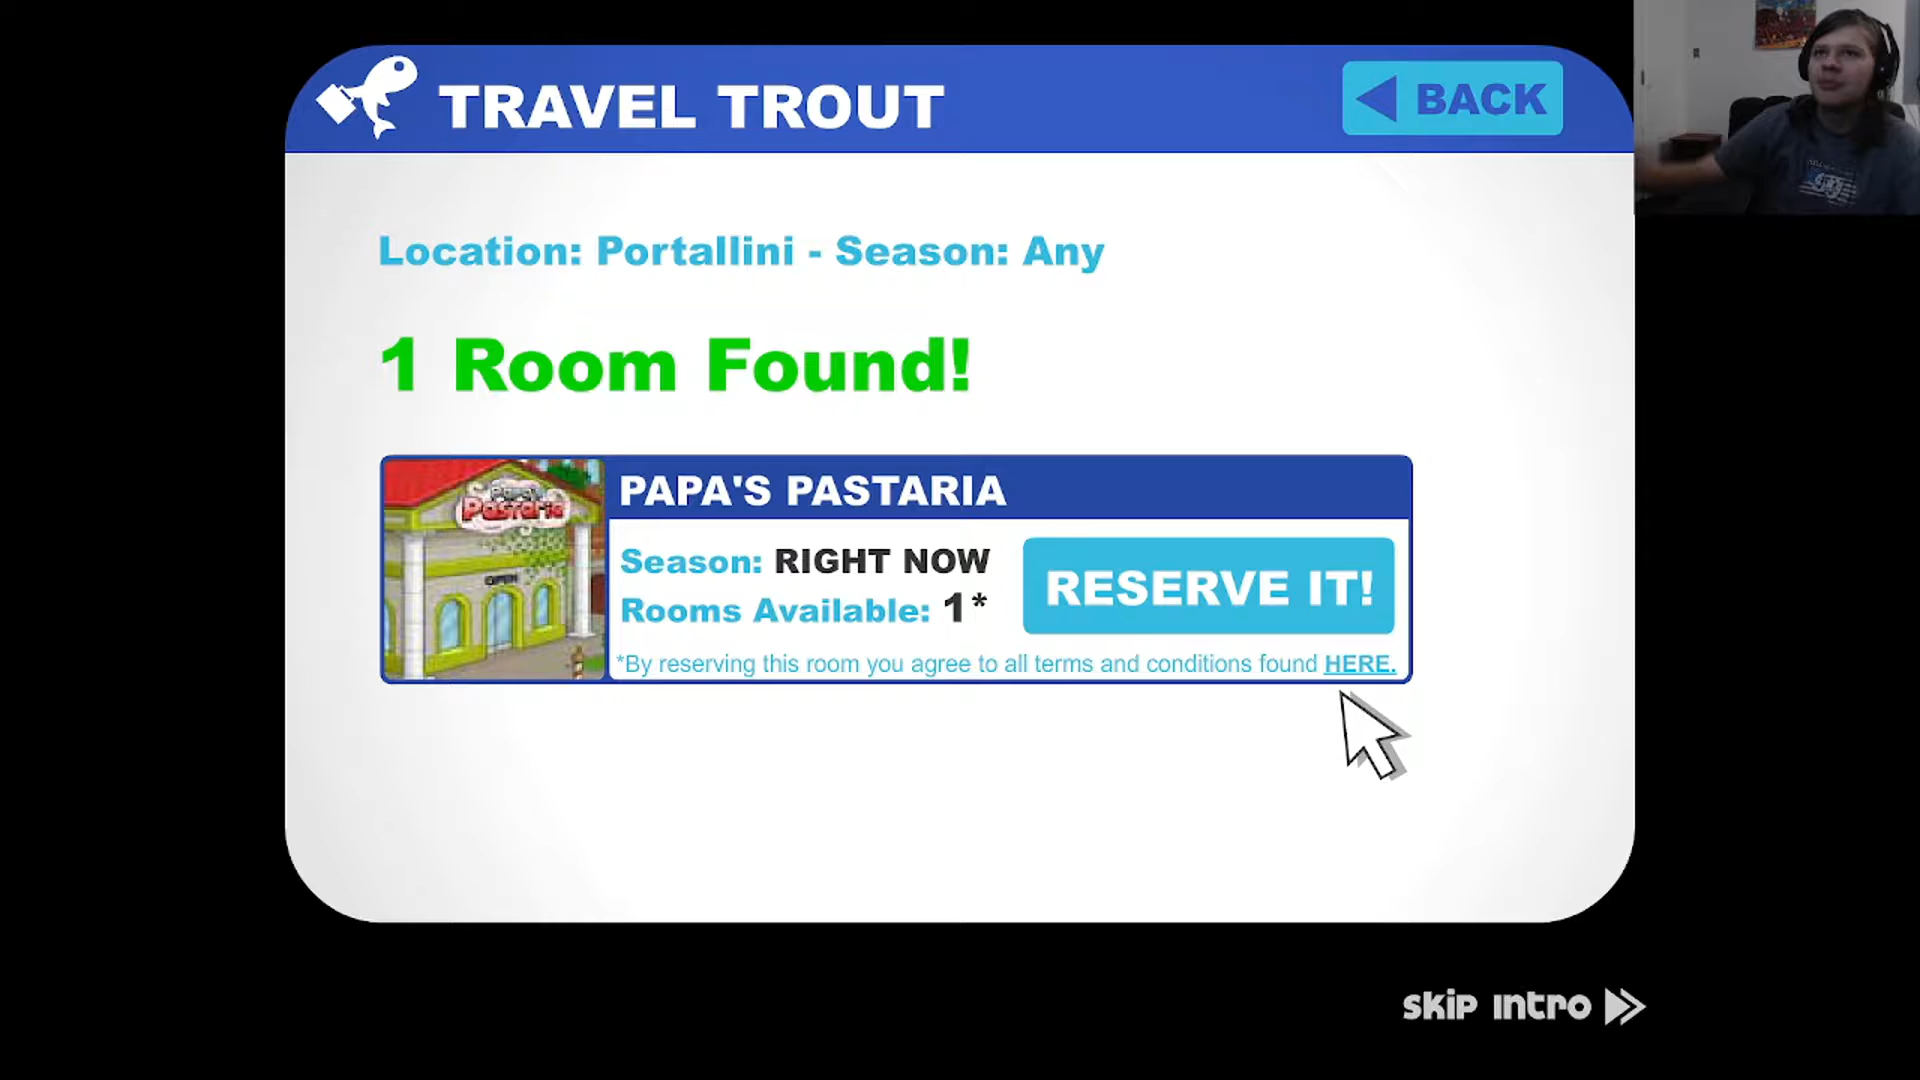 TRAVEL TROUT
BACK
Location: Portallini - Season: Any
1 Room Found!
Papa's
Pastaria
OPEN
PAPA'S PASTARIA
Season: RIGHT NOW
Rooms Available: 1*
RESERVE IT!
*By reserving this room you agree to all terms and conditions found HERE.
skip intro